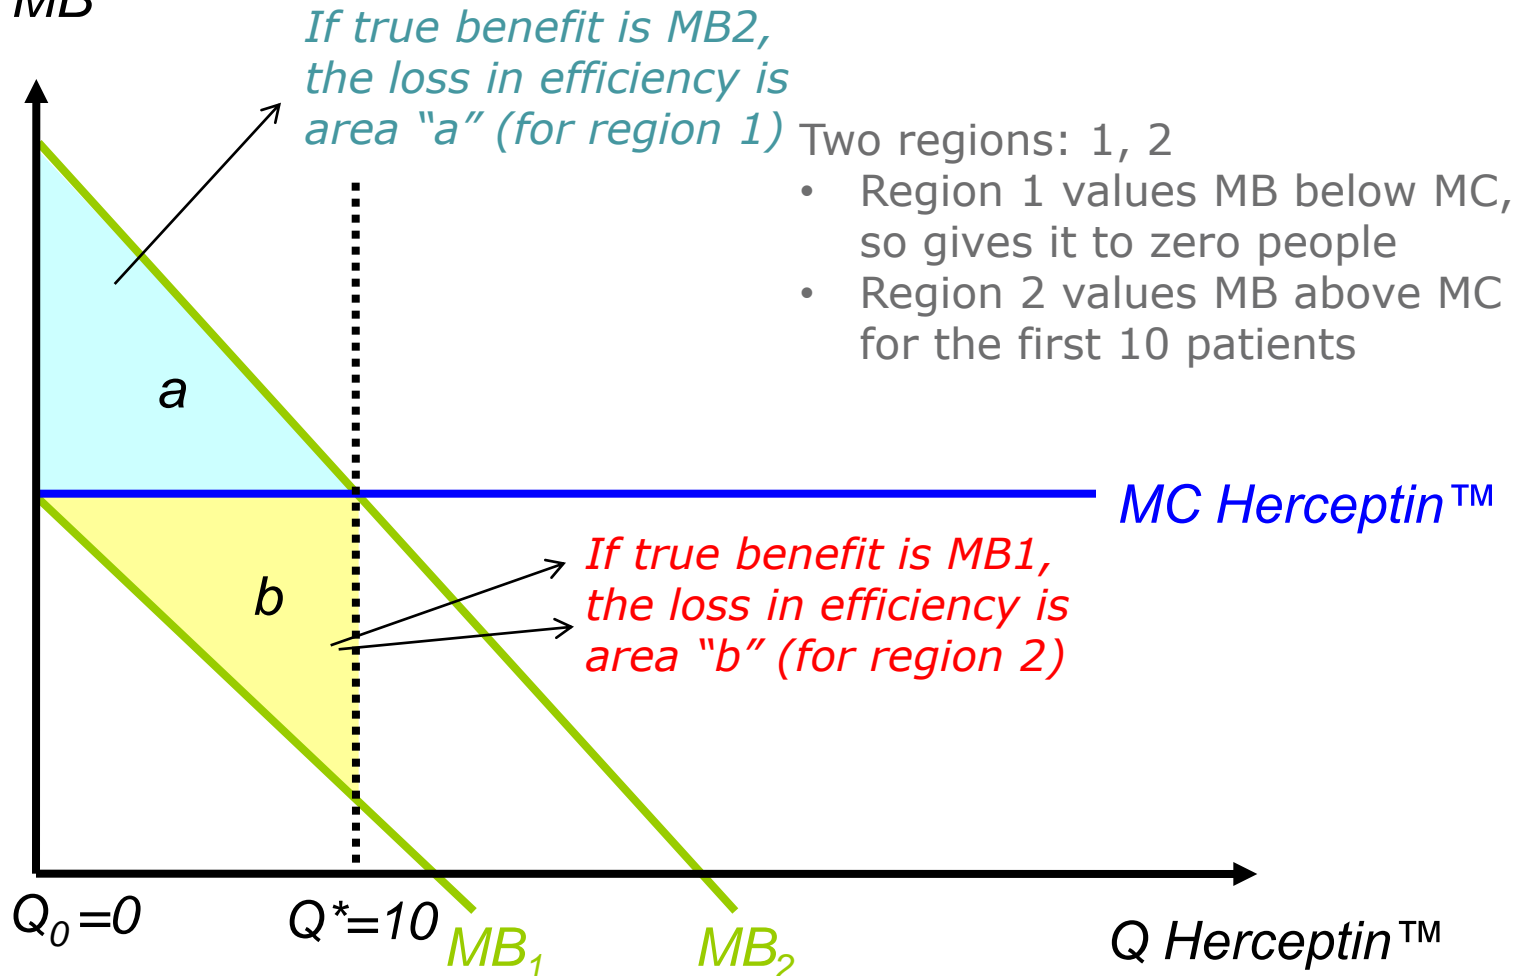 MB
If true benefit is MB2,
the loss in efficiency is
area “a” (for region 1)
Two regions: 1, 2
• Region 1 values MB below MC,
so gives it to zero people
• Region 2 values MB above MC
for the first 10 patients
a
MC Herceptin™
b
If true benefit is MB1,
the loss in efficiency is
area “b” (for region 2)
Q₀=0
Q*=10
MB₁
MB₂
Q Herceptin™